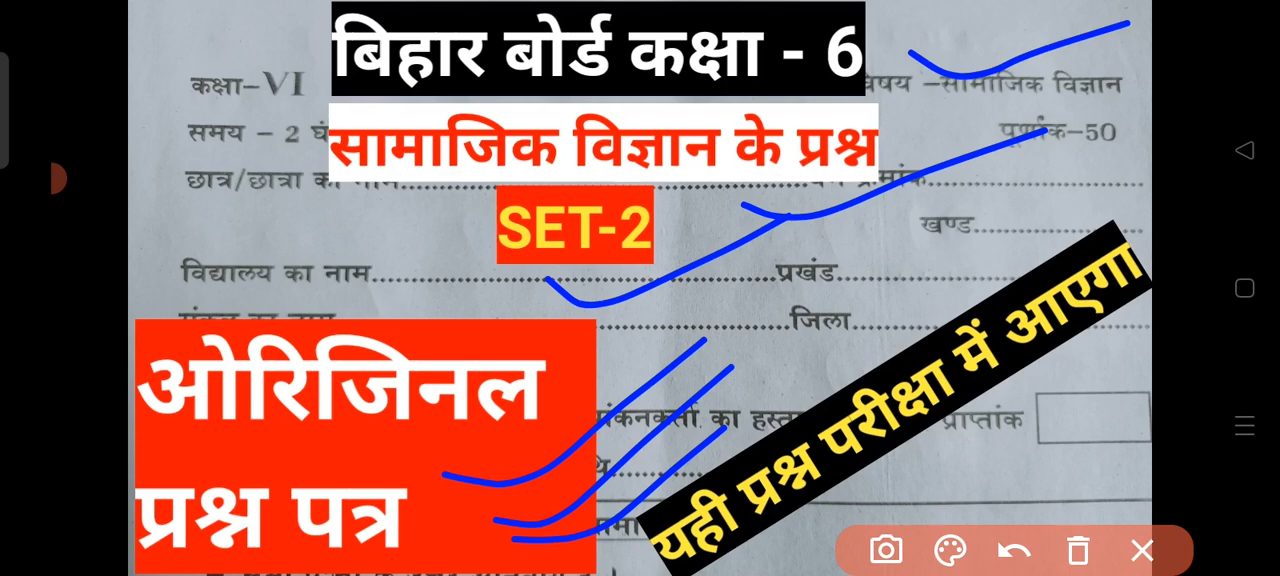 बिहार बोर्ड कक्षा - 6
कक्षा-VI
विषय -सामाजिक विज्ञान
समय - 2
सामाजिक विज्ञान के प्रश्न
पूर्णांक-50
छात्र/छात्रा का नाम
SET-2
खण्ड
विद्यालय का नाम
प्रखंड
जिला
ओरिजिनल
प्रश्न पत्र
का
प्राप्तांक
यही प्रश्न परीक्षा में आएगा